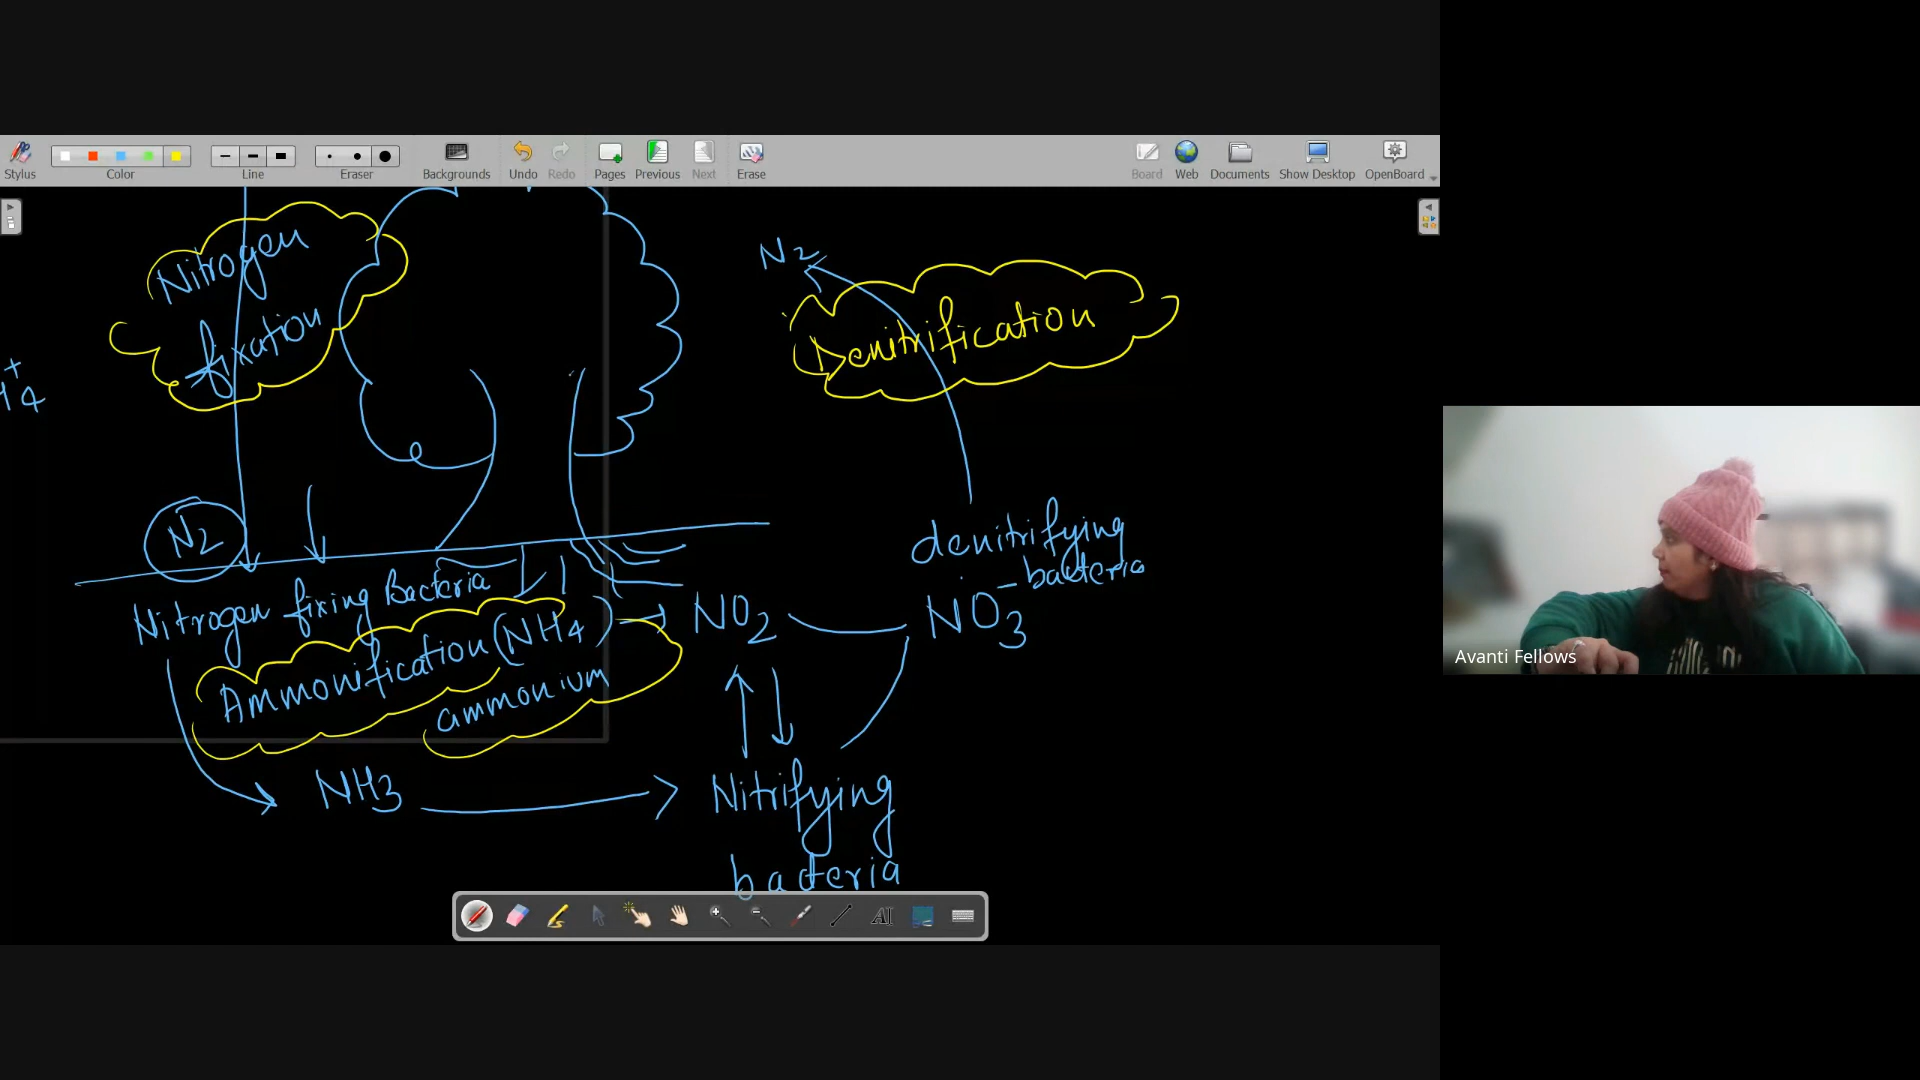 Stylus
Color
Line
Eraser
Backgrounds
Undo
Redo
Pages
Previous
Next
Erase
Board
Web
Documents
Show Desktop
OpenBoard
Nitrogen
fixation
N2
Denitrification
+
4
N2
denitrifying
bacteria
Nitrogen fixing Bacteria
Ammonification (NH4) → NO2
NO3-
ammonium
NH3
Nitrifying
bacteria
Avanti Fellows